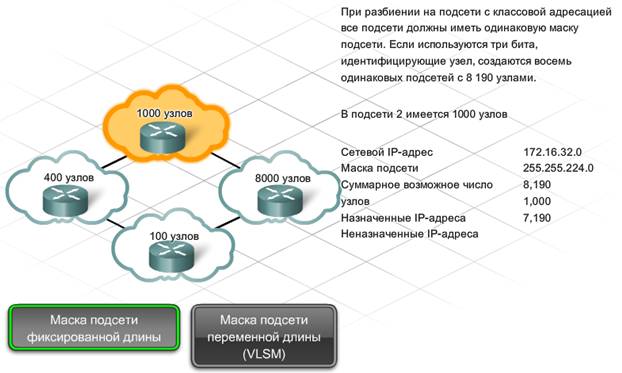 При разбиении на подсети с классовой адресацией
все подсети должны иметь одинаковую маску
подсети. Если используются три бита,
идентифицирующие узел, создаются восемь
одинаковых подсетей с 8 190 узлами.
В подсети 2 имеется 1000 узлов
Сетевой IP-адрес 172.16.32.0
Маска подсети 255.255.224.0
Суммарное возможное число 8,190
узлов 1,000
Назначенные IP-адреса 7,190
Неназначенные IP-адреса
1000 узлов
400 узлов
8000 узлов
100 узлов
Маска подсети
фиксированной длины
Маска подсети
переменной длины
(VLSM)